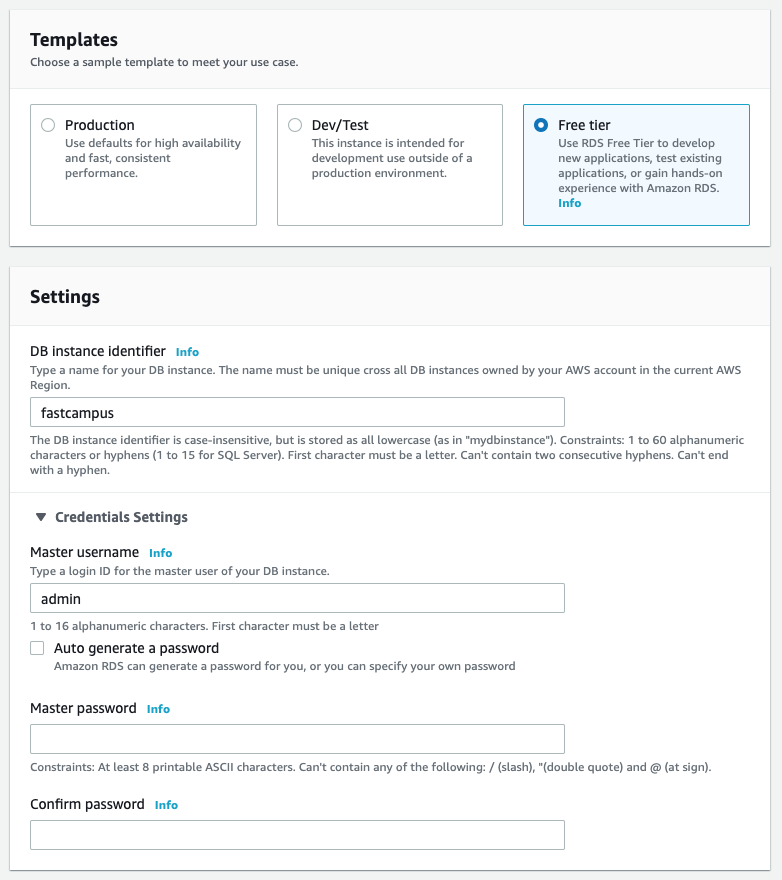 Templates
Choose a sample template to meet your use case.
Production
Use defaults for high availability
and fast, consistent
performance.
Dev/Test
This instance is intended for
development use outside of a
production environment.
Free tier
Use RDS Free Tier to develop
new applications, test existing
applications, or gain hands-on
experience with Amazon RDS.
Info
Settings
DB instance identifier Info
Type a name for your DB instance. The name must be unique cross all DB instances owned by your AWS account in the current AWS
Region.
fastcampus
The DB instance identifier is case-insensitive, but is stored as all lowercase (as in "mydbinstance"). Constraints: 1 to 60 alphanumeric
characters or hyphens (1 to 15 for SQL Server). First character must be a letter. Can't contain two consecutive hyphens. Can't end
with a hyphen.
Credentials Settings
Master username Info
Type a login ID for the master user of your DB instance.
admin
1 to 16 alphanumeric characters. First character must be a letter
Auto generate a password
Amazon RDS can generate a password for you, or you can specify your own password
Master password Info
Constraints: At least 8 printable ASCII characters. Can't contain any of the following: / (slash), "(double quote) and @ (at sign).
Confirm password Info